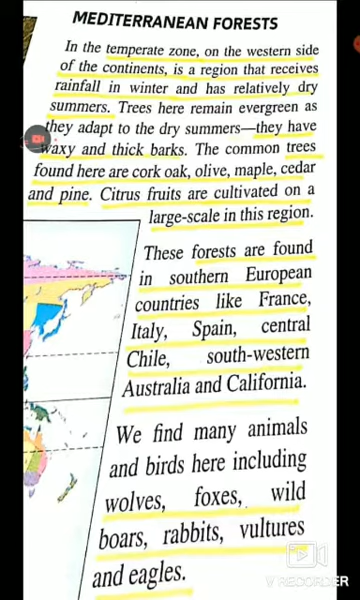 MEDITERRANEAN FORESTS
In the temperate zone, on the western side
of the continents, is a region that receives
rainfall in winter and has relatively dry
summers. Trees here remain evergreen as
they adapt to the dry summers—they have
waxy and thick barks. The common trees
found here are cork oak, olive, maple, cedar
and pine. Citrus fruits are cultivated on a
large-scale in this region.
These forests are found
in southern European
countries like France,
Italy, Spain, central
Chile, south-western
Australia and California.
We find many animals
and birds here including
wolves, foxes, wild
boars, rabbits, vultures
and eagles.
V RECORDER